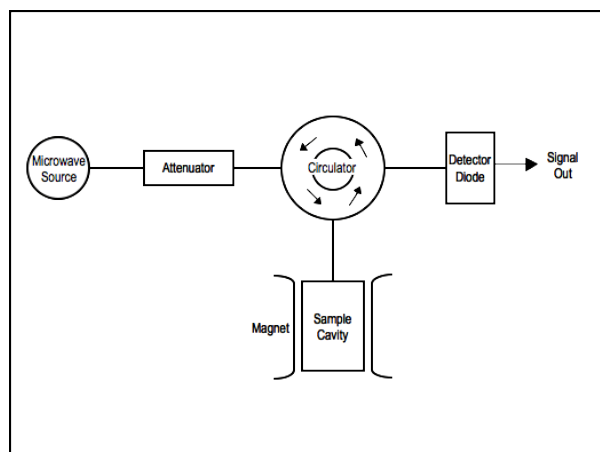 Microwave
Source
Attenuator
Circulator
Detector
Diode
Signal
Out
Magnet
Sample
Cavity